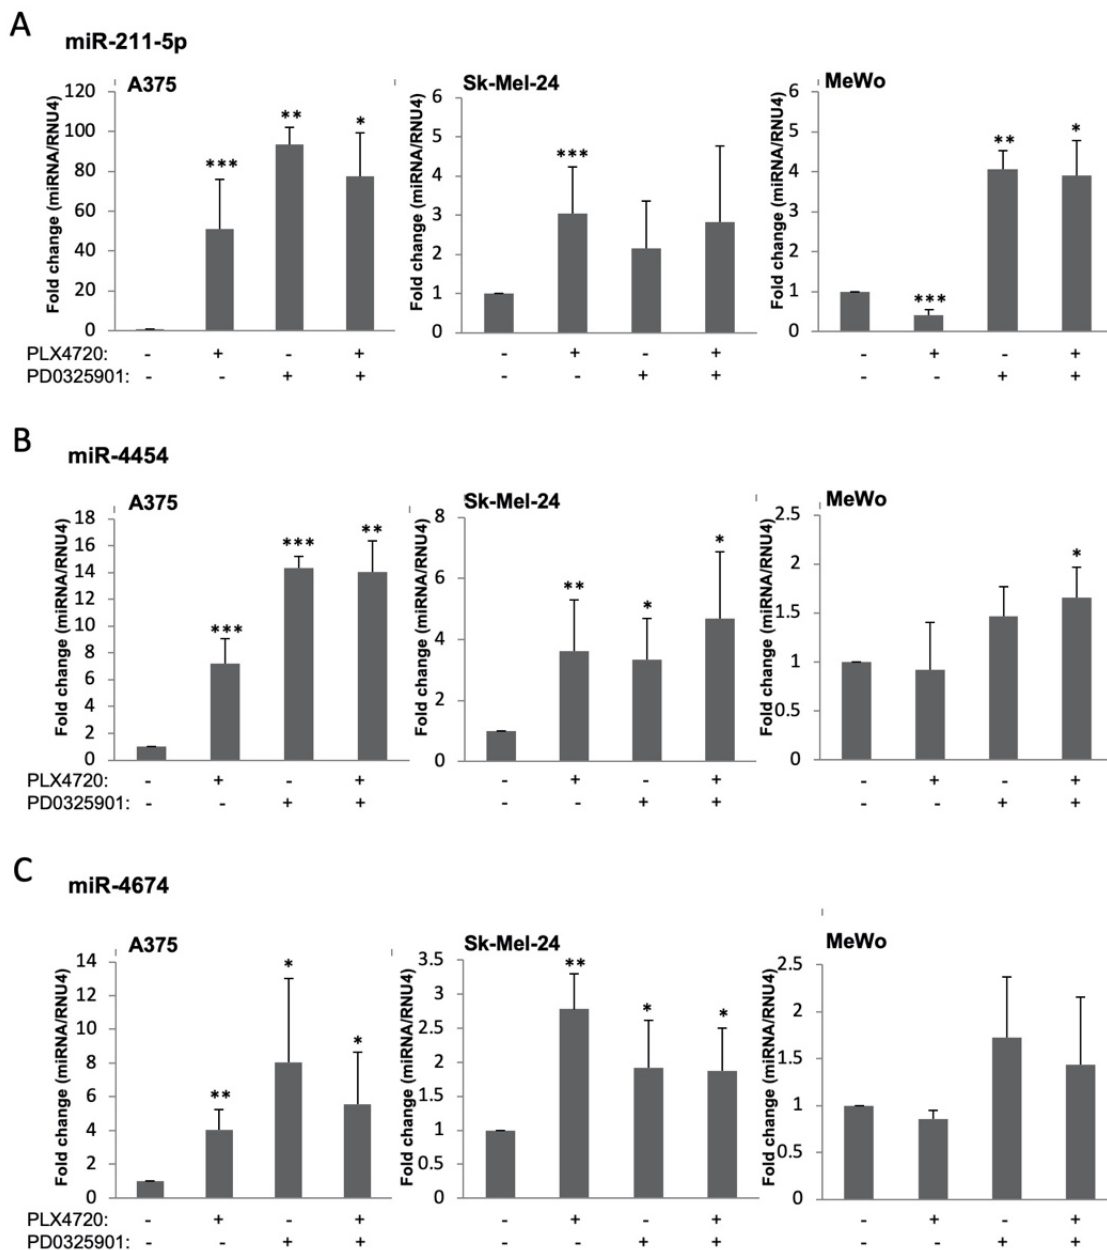 A
miR-211-5p
A375
Fold change (miRNA/RNU4)
120
100
80
60
40
20
0
***
**
*
Sk-Mel-24
Fold change (miRNA/RNU4)
6
5
4
3
2
1
0
***
MeWo
Fold change (miRNA/RNU4)
6
5
4
3
2
1
0
***
**
*
PLX4720: - + - + - + - + - + - +
PD0325901: - - + + - - + + - - + +
B
miR-4454
A375
Fold change (miRNA/RNU4)
18
16
14
12
10
8
6
4
2
0
***
***
**
Sk-Mel-24
Fold change (miRNA/RNU4)
8
6
4
2
0
**
*
*
MeWo
Fold change (miRNA/RNU4)
2.5
2
1.5
1
0.5
0
*
PLX4720: - + - + - + - + - + - +
PD0325901: - - + + - - + + - - + +
C
miR-4674
A375
Fold change (miRNA/RNU4)
14
12
10
8
6
4
2
0
**
*
*
Sk-Mel-24
Fold change (miRNA/RNU4)
3.5
3
2.5
2
1.5
1
0.5
0
**
*
*
MeWo
Fold change (miRNA/RNU4)
2.5
2
1.5
1
0.5
0
PLX4720: - + - + - + - + - + - +
PD0325901: - - + + - - + + - - + +